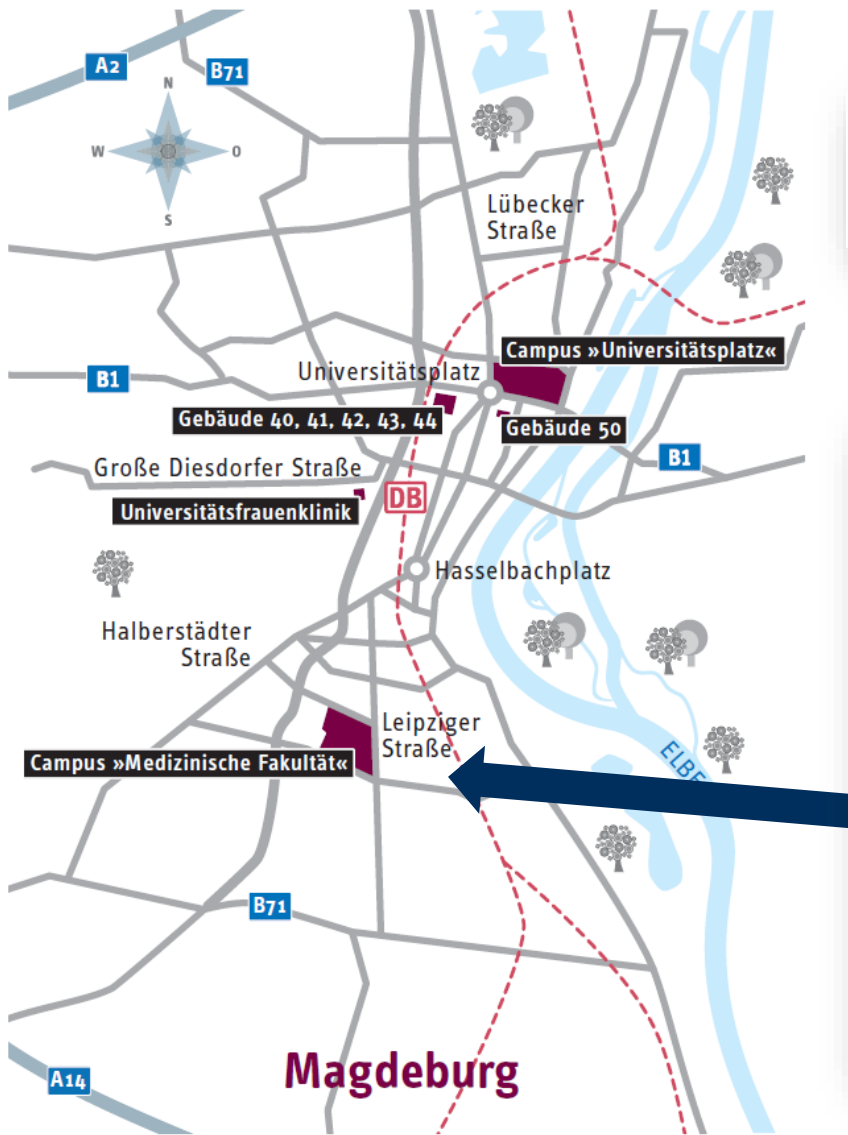 A2
B71
N
W
O
S
Lübecker
Straße
Campus »Universitätsplatz«
B1
Universitätsplatz
Gebäude 40, 41, 42, 43, 44
Gebäude 50
B1
Große Diesdorfer Straße
DB
Universitätsfrauenklinik
Hasselbachplatz
Halberstädter
Straße
Leipziger
Straße
Campus »Medizinische Fakultät«
ELBE
B71
Magdeburg
A14